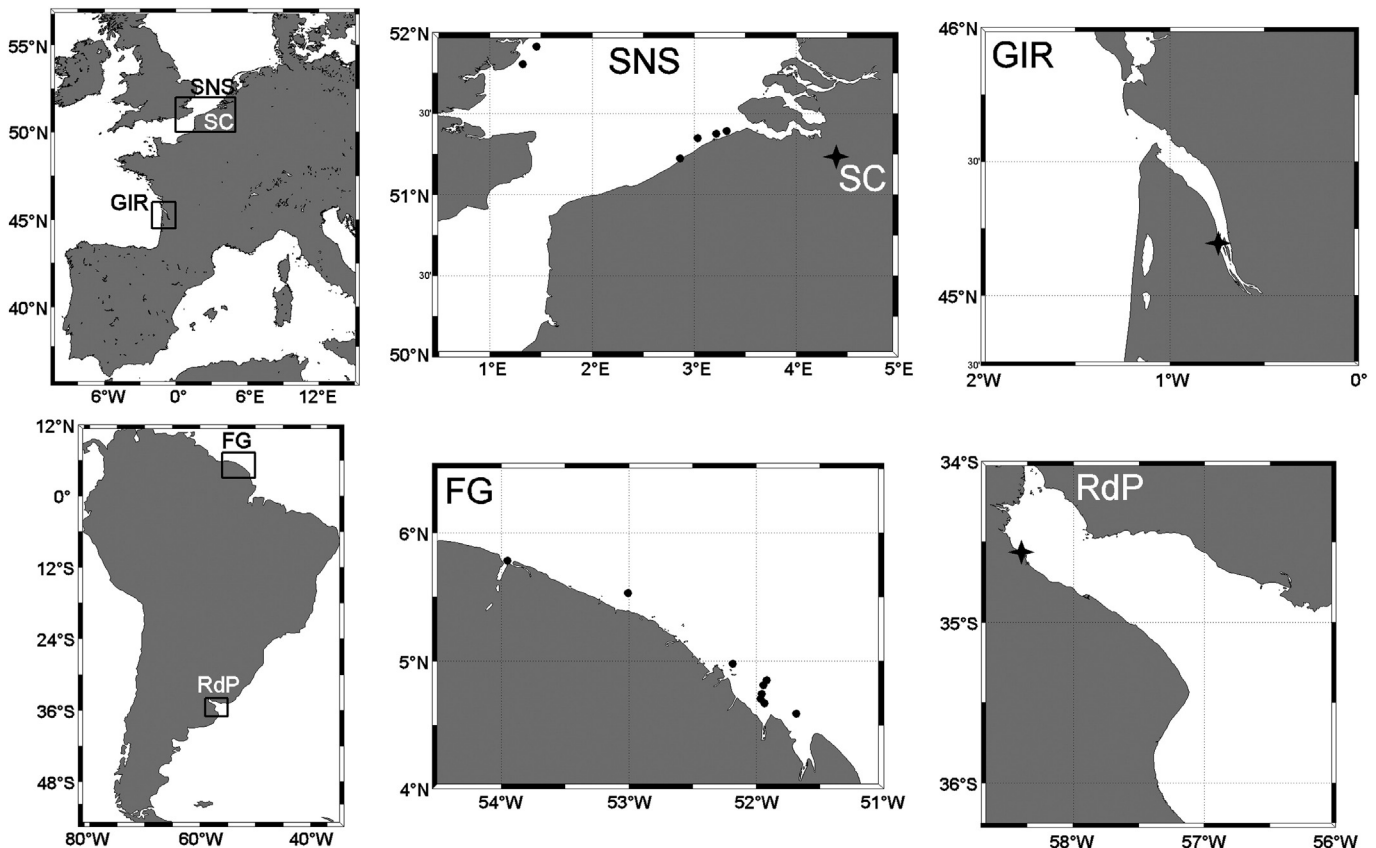 55°N
50°N
45°N
40°N
6°W 0° 6°E 12°E
SNS
SC
GIR
52°N
30'
51°N
30'
50°N
1°E 2°E 3°E 4°E 5°E
SNS
SC
46°N
30'
45°N
30'
2°W 1°W 0°
GIR
12°N
0°
12°S
24°S
36°S
48°S
80°W 60°W 40°W
FG
RdP
6°N
5°N
4°N
54°W 53°W 52°W 51°W
FG
34°S
35°S
36°S
58°W 57°W 56°W
RdP